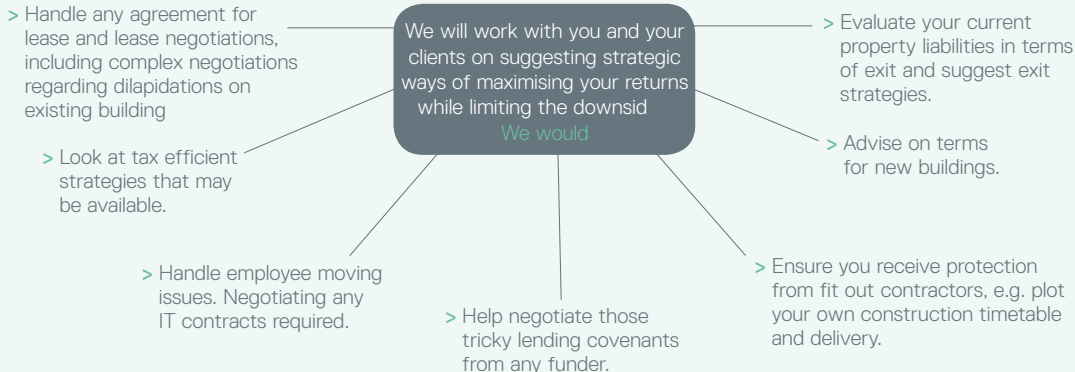 We will work with you and your
clients on suggesting strategic
ways of maximising your returns
while limiting the downsid
We would
> Handle any agreement for
lease and lease negotiations,
including complex negotiations
regarding dilapidations on
existing building
> Look at tax efficient
strategies that may
be available.
> Handle employee moving
issues. Negotiating any
IT contracts required.
> Help negotiate those
tricky lending covenants
from any funder.
> Ensure you receive protection
from fit out contractors, e.g. plot
your own construction timetable
and delivery.
> Advise on terms
for new buildings.
> Evaluate your current
property liabilities in terms
of exit and suggest exit
strategies.